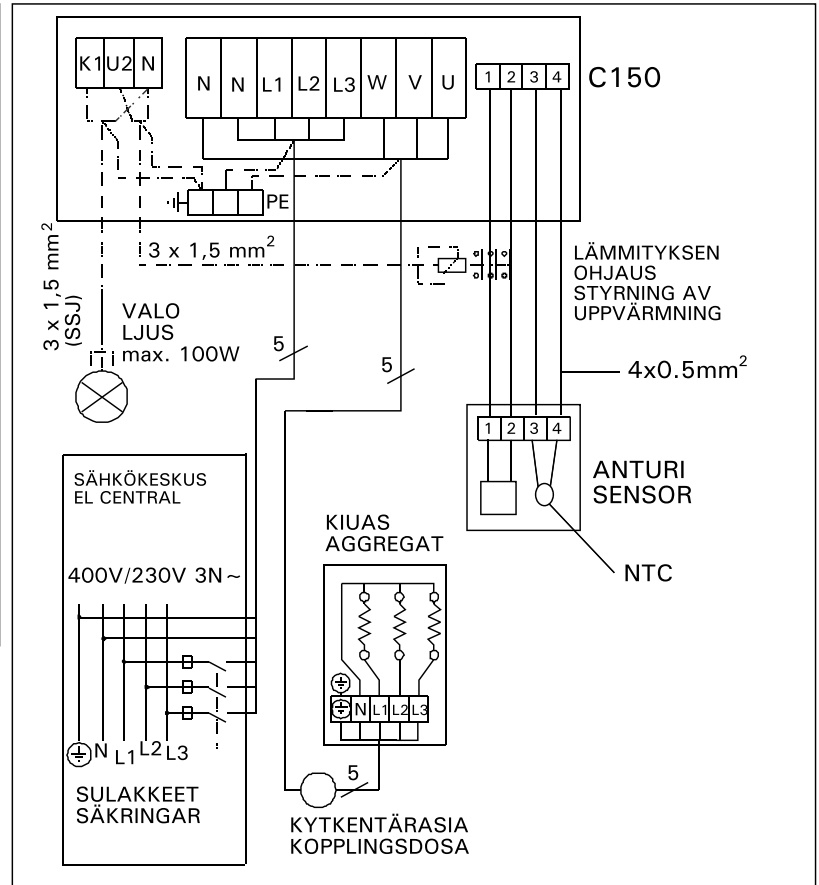 K1 U2 N
N N L1 L2 L3 W V U
1 2 3 4
C150
PE
3 x 1,5 mm²
3 x 1,5 mm²
(SSJ)
LÄMMITYKSEN
OHJAUS
STYRNING AV
UPPVÄRMNING
VALO
LJUS
max. 100W
5
5
4x0.5mm²
1 2 3 4
ANTURI
SENSOR
NTC
SÄHKÖKESKUS
EL CENTRAL
400V/230V 3N~
N L1 L2 L3
SULAKKEET
SÄKRINGAR
KIUAS
AGGREGAT
N L1 L2 L3
5
KYTKENTÄRASIA
KOPPLINGSDOSA